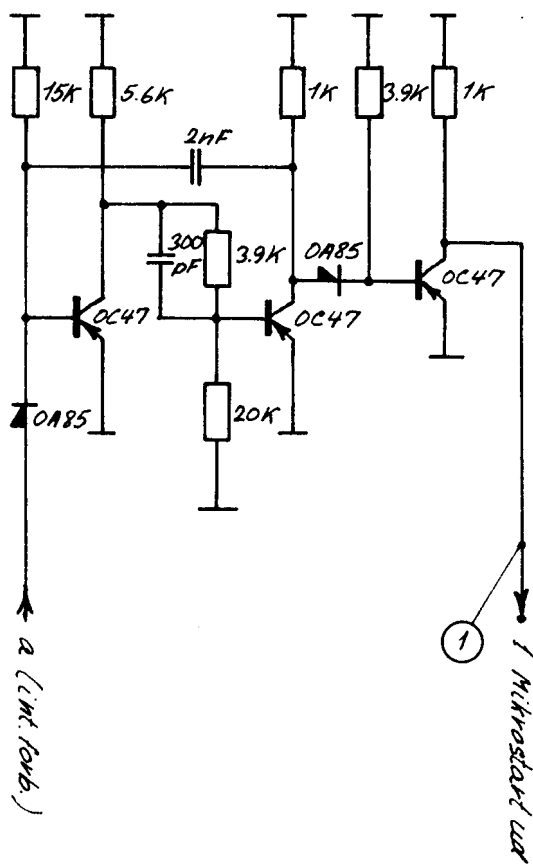 15K
5.6K
1K
3.9K
1K
2nF
300
pF
3.9K
OA85
OC47
OC47
OC47
OA85
20K
1
a (int. forb.)
1 Mikrostart ud